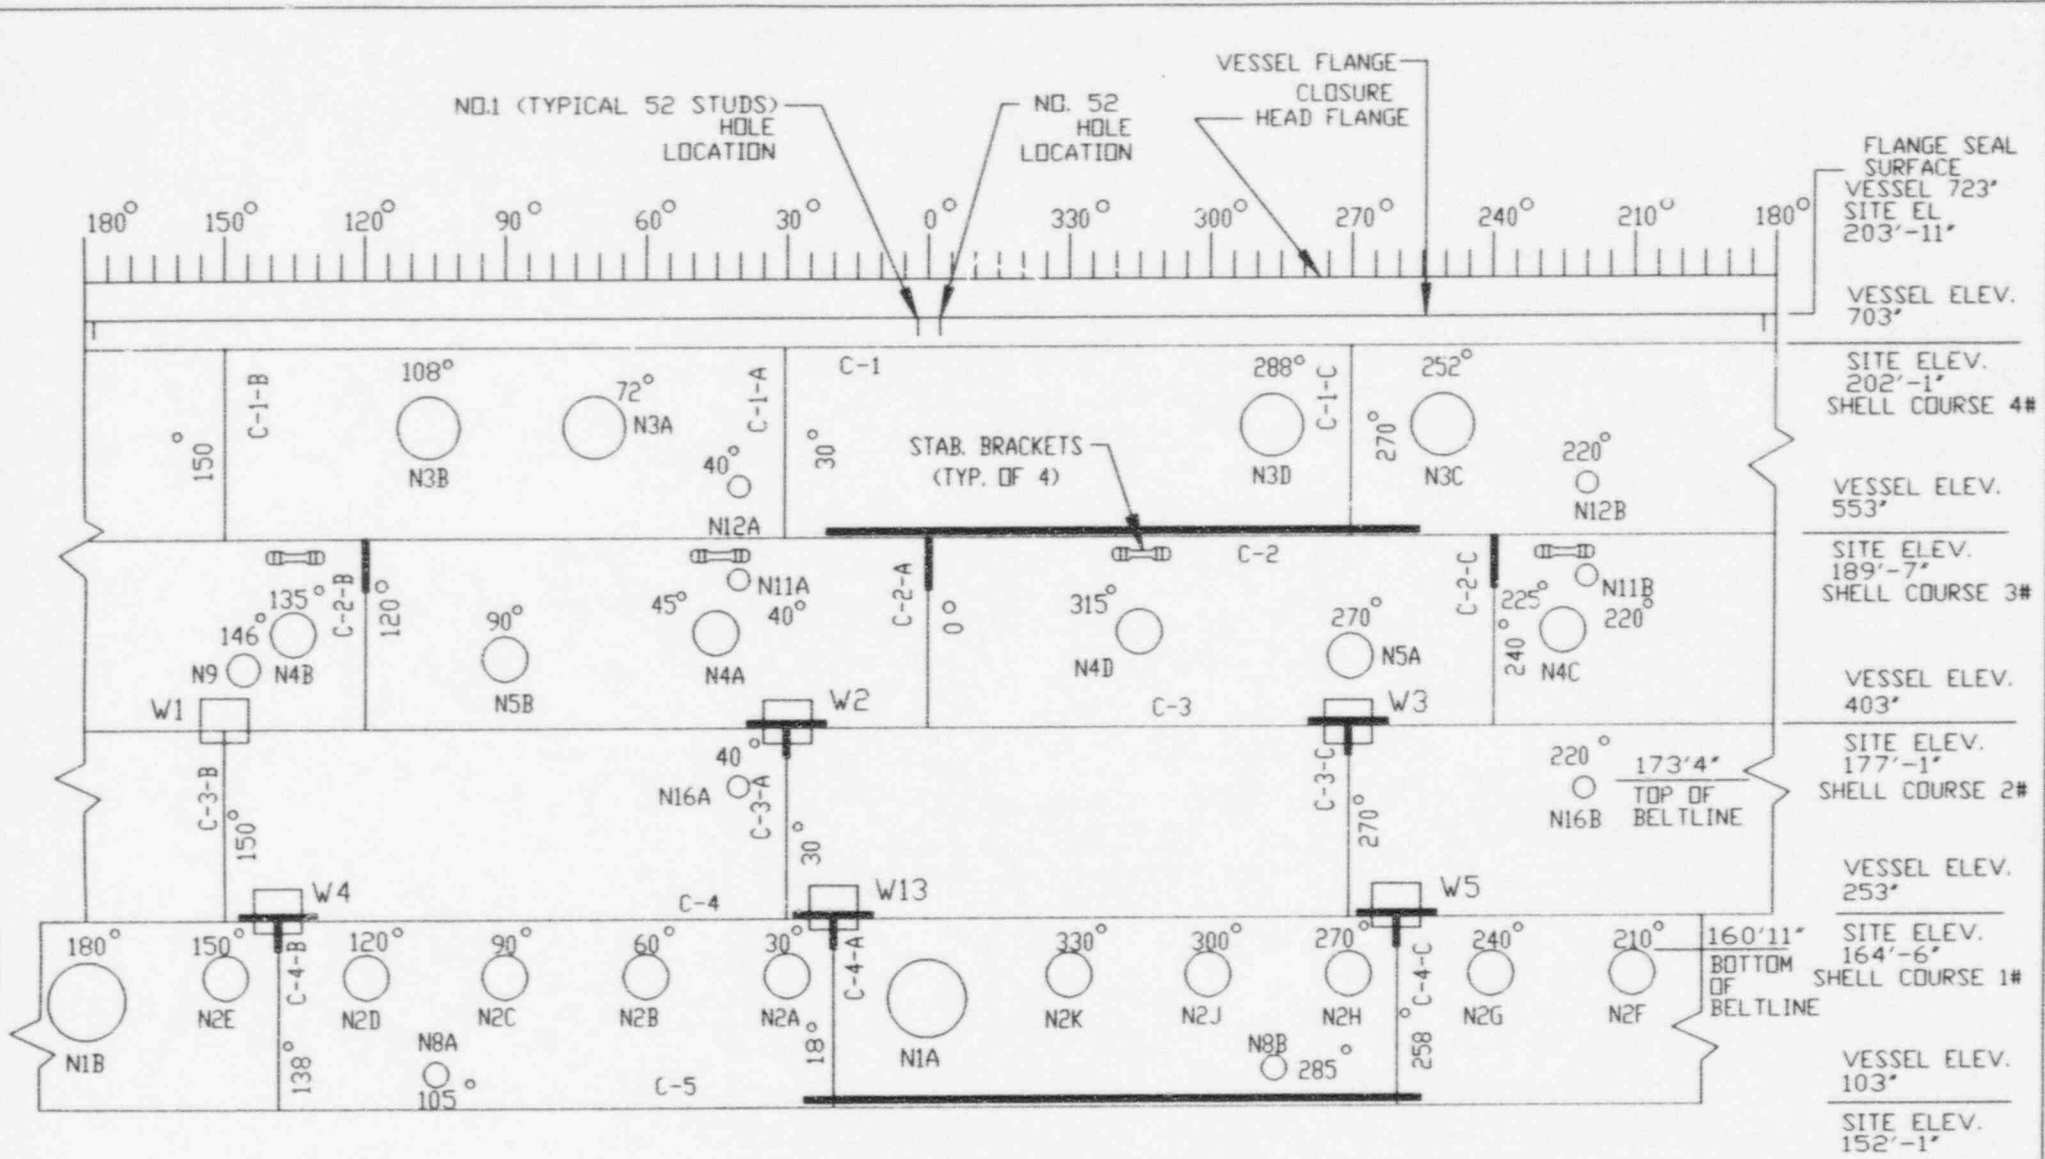 VESSEL FLANGE
CLOSURE
HEAD FLANGE
NO.1 (TYPICAL 52 STUDS)
HOLE
LOCATION
NO. 52
HOLE
LOCATION
FLANGE SEAL
SURFACE
VESSEL 723"
SITE EL
203'-11"
180° 150° 120° 90° 60° 30° 0° 330° 300° 270° 240° 210° 180°
VESSEL ELEV.
703"
SITE ELEV.
202'-1"
SHELL COURSE 4#
C-1-B
150°
108°
N3B
72°
N3A
C-1-A
30°
C-1
40°
N12A
STAB. BRACKETS
(TYP. OF 4)
288°
N3D
C-1-C
270°
252°
N3C
220°
N12B
VESSEL ELEV.
553"
SITE ELEV.
189'-7"
SHELL COURSE 3#
146°
N9
135°
N4B
C-2-B
120°
90°
N5B
45°
N4A
N11A
40°
C-2-A
0°
C-2
315°
N4D
270°
N5A
C-2-C
240°
225°
N4C
N11B
220°
W1
W2
C-3
W3
VESSEL ELEV.
403"
SITE ELEV.
177'-1"
SHELL COURSE 2#
C-3-B
150°
40°
N16A
C-3-A
30°
C-3-C
270°
220°
N16B
173'4"
TOP OF
BELTLINE
VESSEL ELEV.
253"
W4
C-4
W13
W5
SITE ELEV.
164'-6"
SHELL COURSE 1#
180°
N1B
150°
N2E
C-4-B
138°
120°
N2D
90°
N2C
60°
N2B
30°
N2A
C-4-A
18°
N1A
330°
N2K
300°
N2J
270°
N2H
C-4-C
258°
240°
N2G
210°
N2F
160'11"
BOTTOM
OF
BELTLINE
N8A
105°
C-5
N8B
285°
VESSEL ELEV.
103"
SITE ELEV.
152'-1"